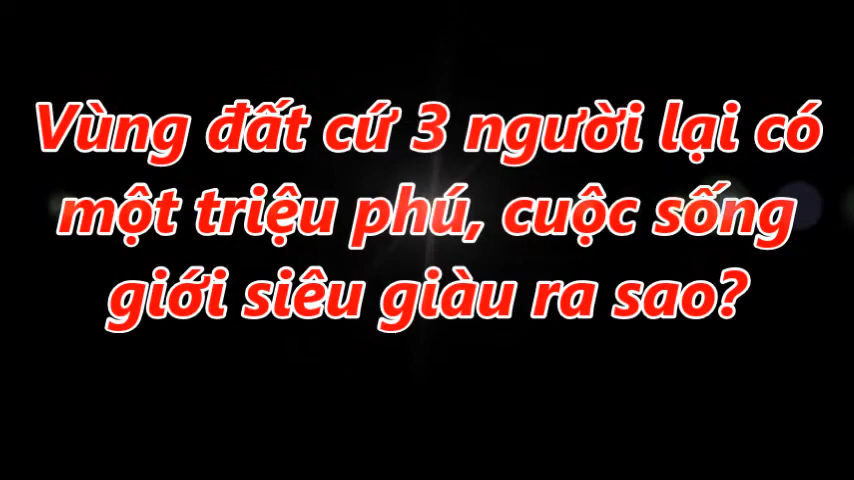 Vùng đất cứ 3 người lại có
một triệu phú, cuộc sống
giới siêu giàu ra sao?